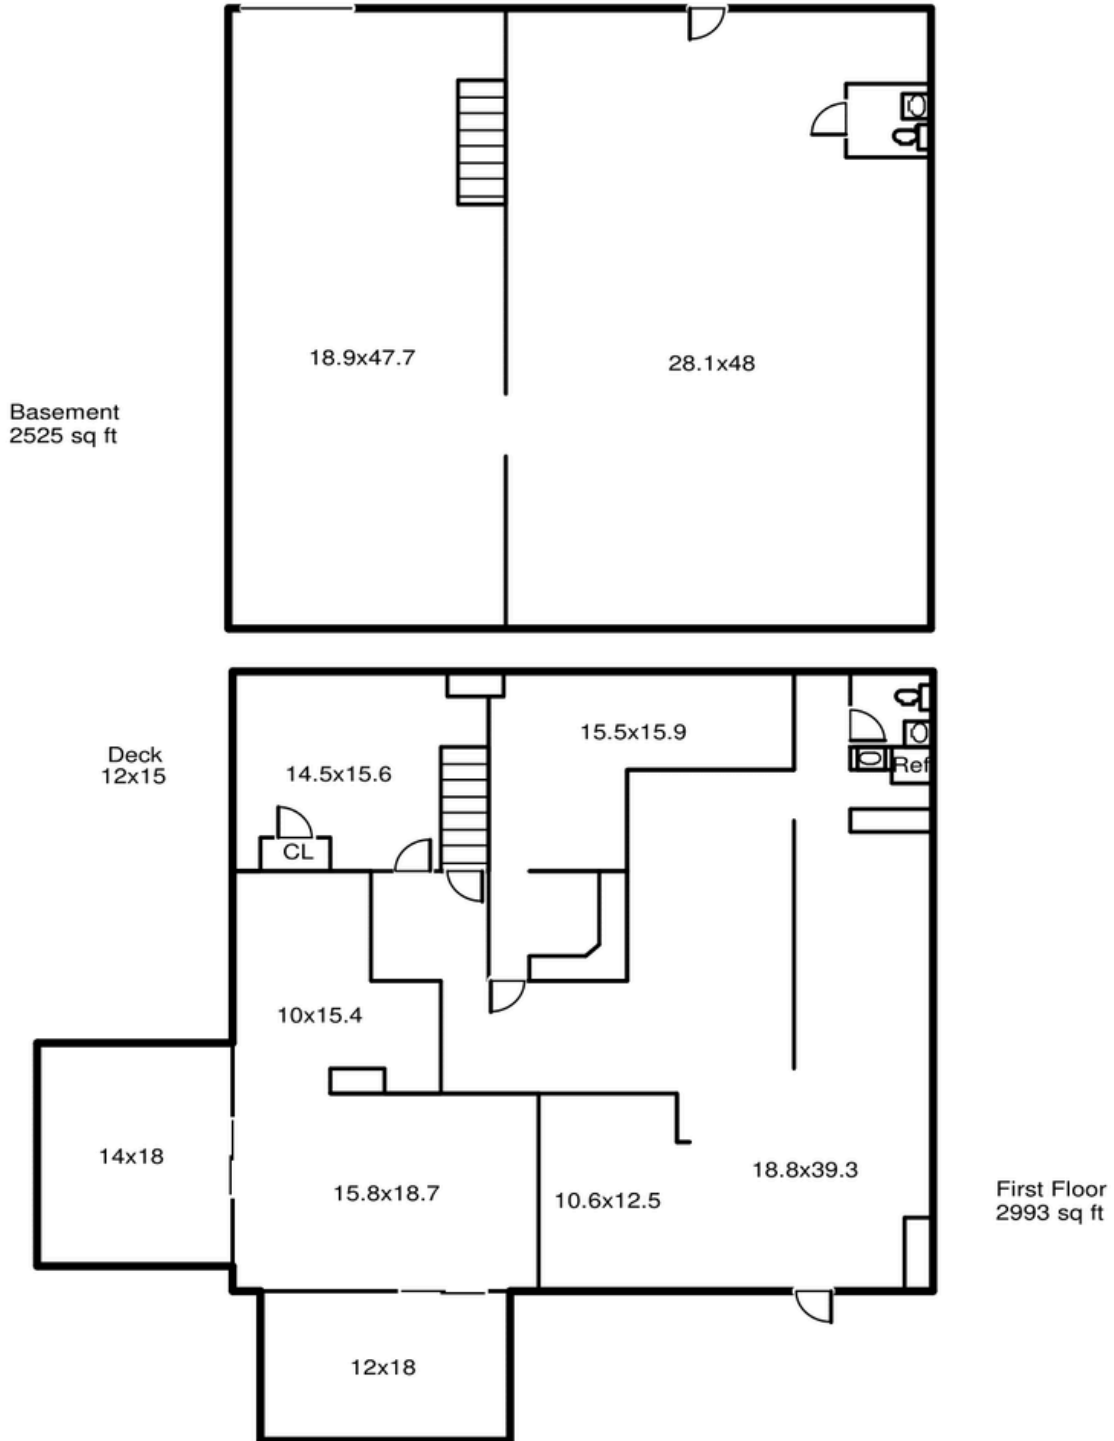 18.9x47.7
28.1x48
Basement
2525 sq ft
15.5x15.9
Deck
12x15
14.5x15.6
Ref
CL
10x15.4
14x18
15.8x18.7
10.6x12.5
18.8x39.3
First Floor
2993 sq ft
12x18